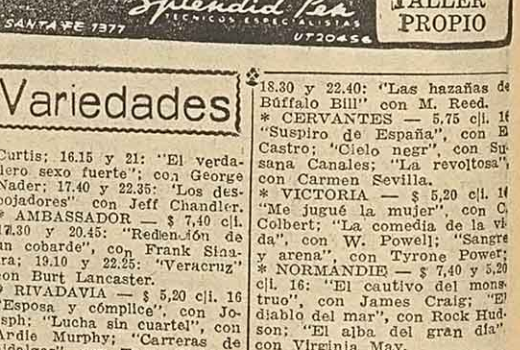 Splendid Pen
TECNICOS ESPECIALISTAS
SANTA FE 1377
UT 20456
TALLER
PROPIO
Variedades
Curtis; 16.15 y 21: "El verda-
dero sexo fuerte"; con George
Nader; 17.40 y 22.35: 'Los des-
pojadores" con Jeff Chandler.
* AMBASSADOR — $ 7,40 c|i.
17.30 y 20.45: "Redención de
un cobarde", con Frank Sina-
tra; 19.10 y 22.25: "Veracruz"
con Burt Lancaster.
* RIVADAVIA — $ 5,20 c|i. 16
"Esposa y cómplice", con Jo-
seph; "Lucha sin cuartel", con
Ardie Murphy; "Carreras de
18.30 y 22.40: "Las hazañas de
Búffalo Bill" con M. Reed.
* CERVANTES — 5,75 c|i. 1
"Suspiro de España", con E
Castro; "Cielo negr", con Su-
sana Canales; "La revoltosa",
con Carmen Sevilla.
* VICTORIA — $ 5,20 c|i. 1
"Me jugué la mujer", con C.
Colbert; "La comedia de la vi-
da", con W. Powell; "Sangre
y arena", con Tyrone Power;
* NORMANDIE — $ 7,40 y 5,20
c|i. 16: "El cautivo del mons-
truo", con James Craig; "El
diablo del mar", con Rock Hud-
son; "El alba del gran día",
con Virginia May.